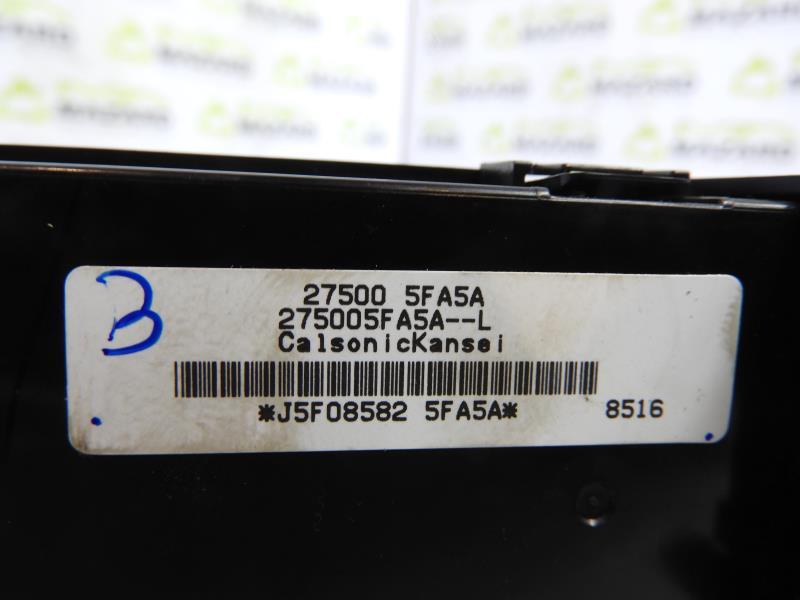 B
27500 5FA5A
275005FA5A--L
CalsonicKansei
*J5F08582 5FA5A*
8516